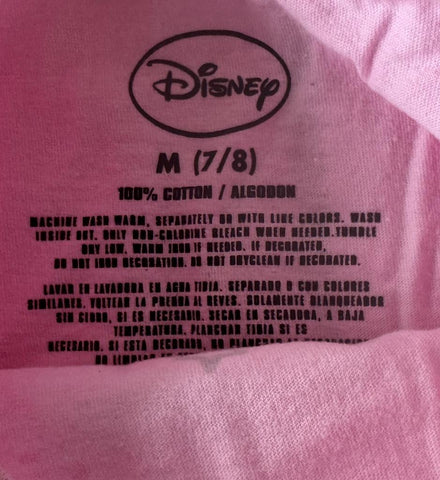 Disney
M (7/8)
100% COTTON / ALGODON
MACHINE WASH WARM, SEPARATELY OR WITH LIKE COLORS. WASH
INSIDE OUT. ONLY NON-CHLORINE BLEACH WHEN NEEDED.TUMBLE
DRY LOW. WARM IRON IF NEEDED. IF DECORATED,
DO NOT IRON DECORATION. DO NOT DRYCLEAN IF DECORATED.
LAVAR EN LAVADORA EN AGUA TIBIA. SEPARADO O CON COLORES
SIMILARES. VOLTEAR LA PRENDA AL REVES. SOLAMENTE BLANQUEADOR
SIN CLORO, SI ES NECESARIO. SECAR EN SECADORA, A BAJA
TEMPERATURA. PLANCHAR TIBIA SI ES
NECESARIO. SI ESTA DECORADO, NO PLANCHAR LA DECORACION.
NO LIMPIAR EN